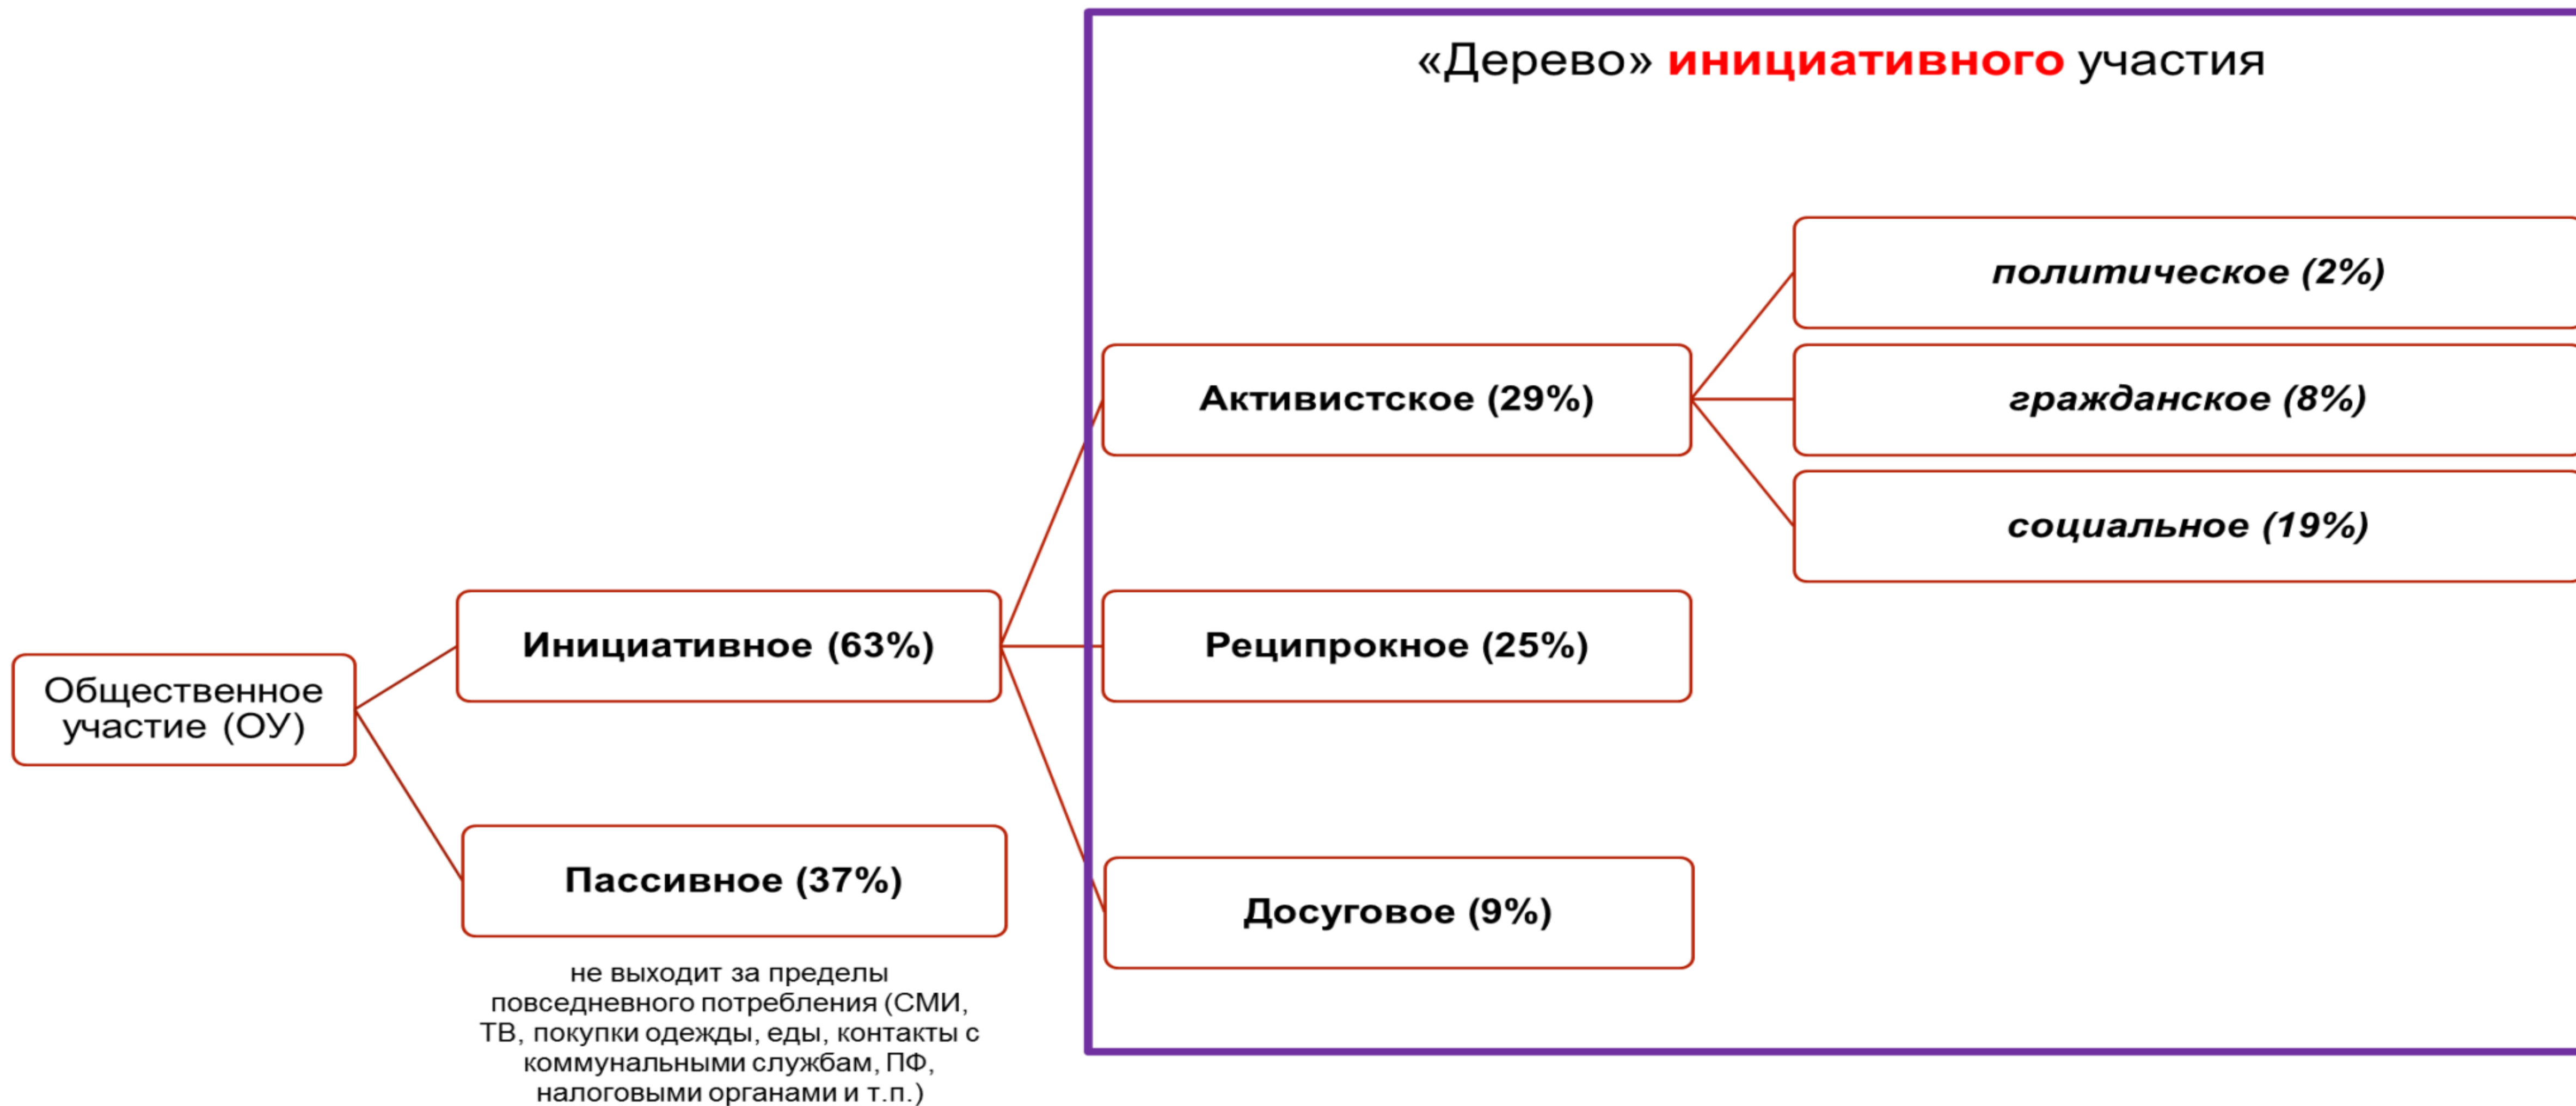 «Дерево» инициативного участия
политическое (2%)
Активистское (29%)
гражданское (8%)
социальное (19%)
Инициативное (63%)
Реципрокное (25%)
Общественное
участие (ОУ)
Пассивное (37%)
Досуговое (9%)
не выходит за пределы
повседневного потребления (СМИ,
ТВ, покупки одежды, еды, контакты с
коммунальными службам, ПФ,
налоговыми органами и т.п.)